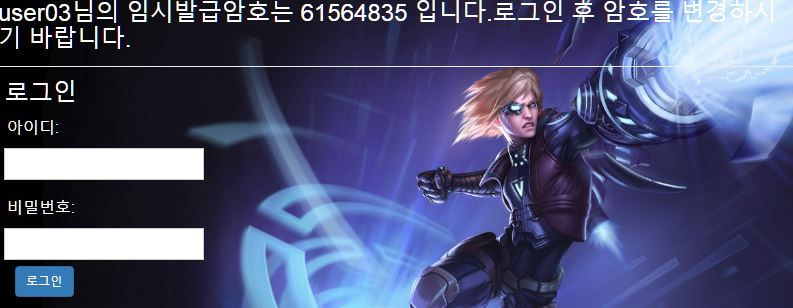 user03님의 임시발급암호는 61564835 입니다.로그인 후 암호를 변경하시
기 바랍니다.
로그인
아이디:
비밀번호:
로그인